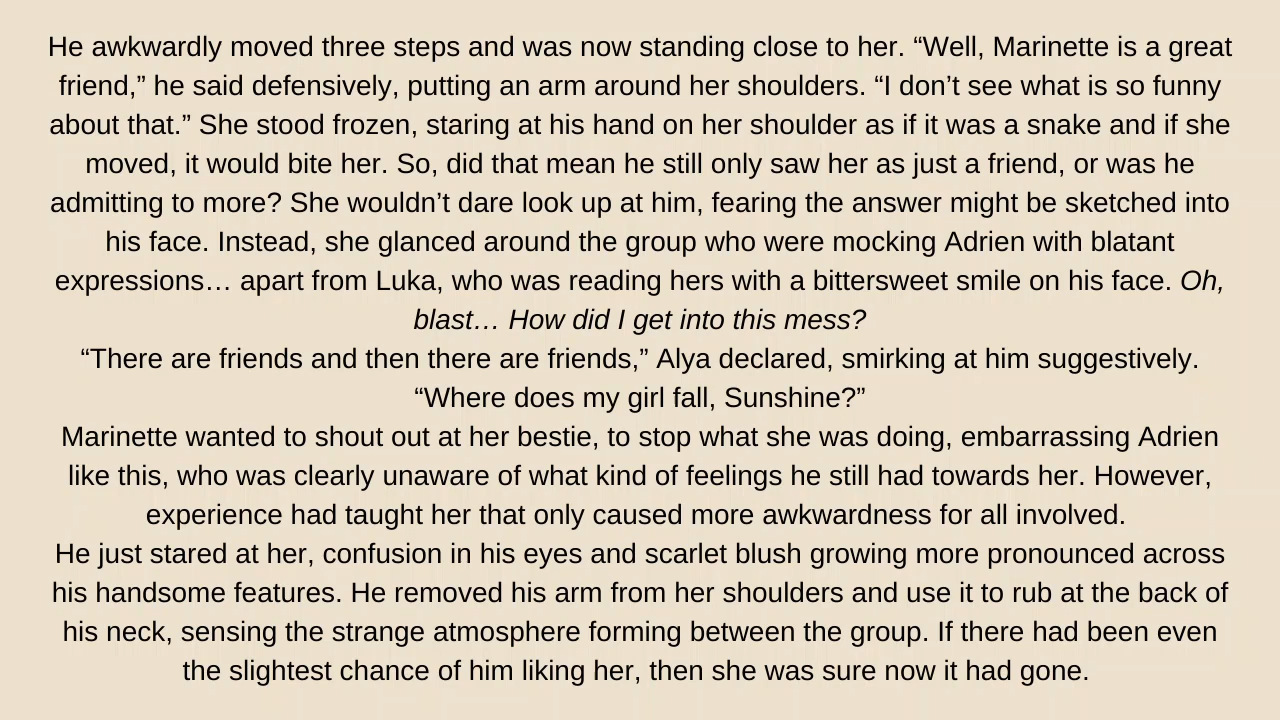 He awkwardly moved three steps and was now standing close to her. “Well, Marinette is a great
friend,” he said defensively, putting an arm around her shoulders. “I don’t see what is so funny
about that.” She stood frozen, staring at his hand on her shoulder as if it was a snake and if she
moved, it would bite her. So, did that mean he still only saw her as just a friend, or was he
admitting to more? She wouldn’t dare look up at him, fearing the answer might be sketched into
his face. Instead, she glanced around the group who were mocking Adrien with blatant
expressions… apart from Luka, who was reading hers with a bittersweet smile on his face. Oh,
blast… How did I get into this mess?
“There are friends and then there are friends,” Alya declared, smirking at him suggestively.
“Where does my girl fall, Sunshine?”
Marinette wanted to shout out at her bestie, to stop what she was doing, embarrassing Adrien
like this, who was clearly unaware of what kind of feelings he still had towards her. However,
experience had taught her that only caused more awkwardness for all involved.
He just stared at her, confusion in his eyes and scarlet blush growing more pronounced across
his handsome features. He removed his arm from her shoulders and use it to rub at the back of
his neck, sensing the strange atmosphere forming between the group. If there had been even
the slightest chance of him liking her, then she was sure now it had gone.